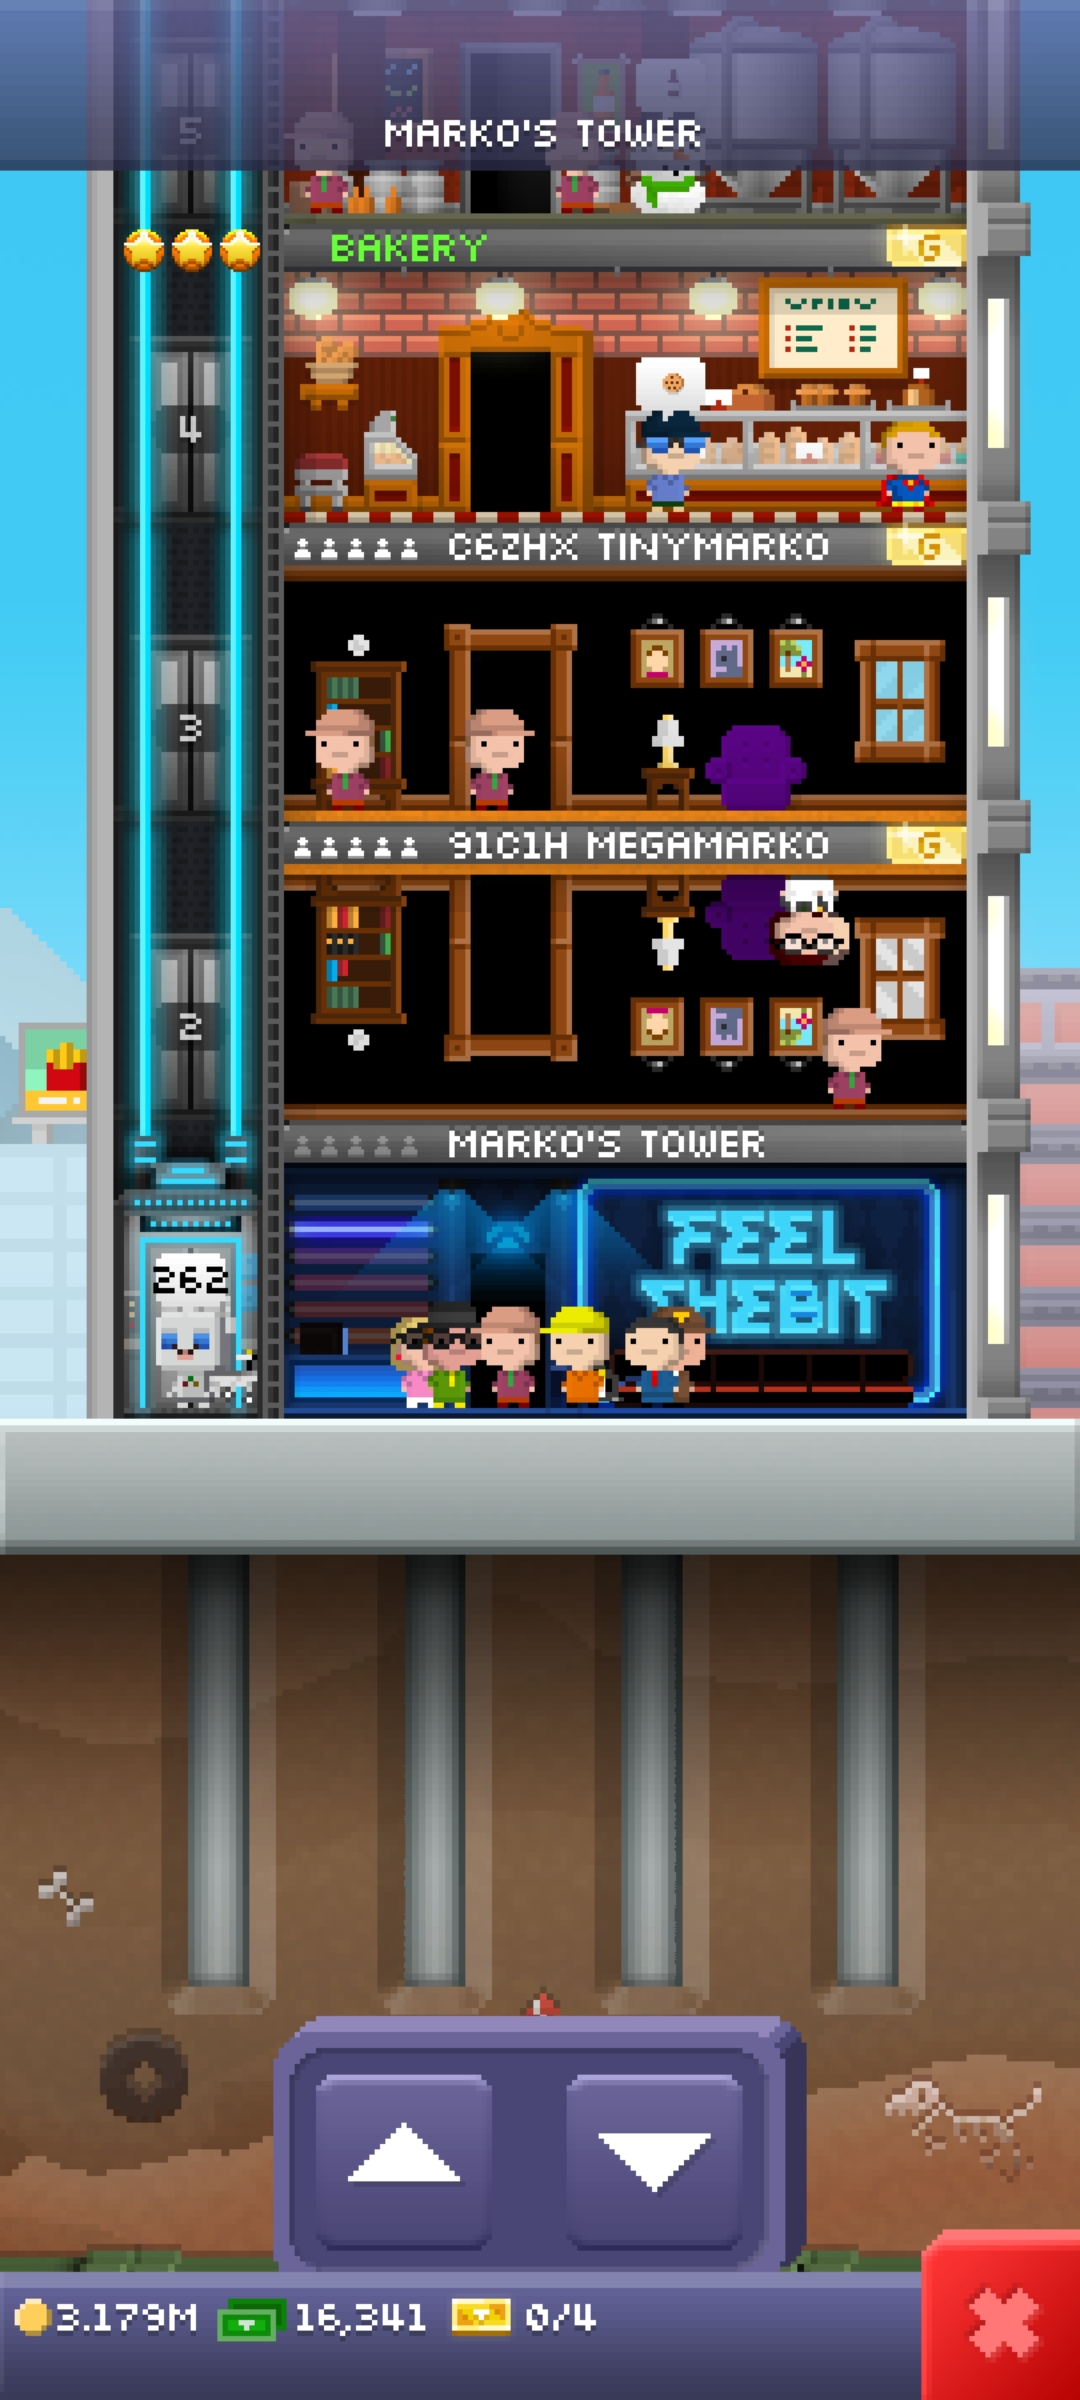 5
MARKO'S TOWER
BAKERY G
4
C6ZHX TINYMARKO G
3
91C1H MEGAMARKO G
2
MARKO'S TOWER
262
FEEL
THEBIT
3.179M 16,341 0/4